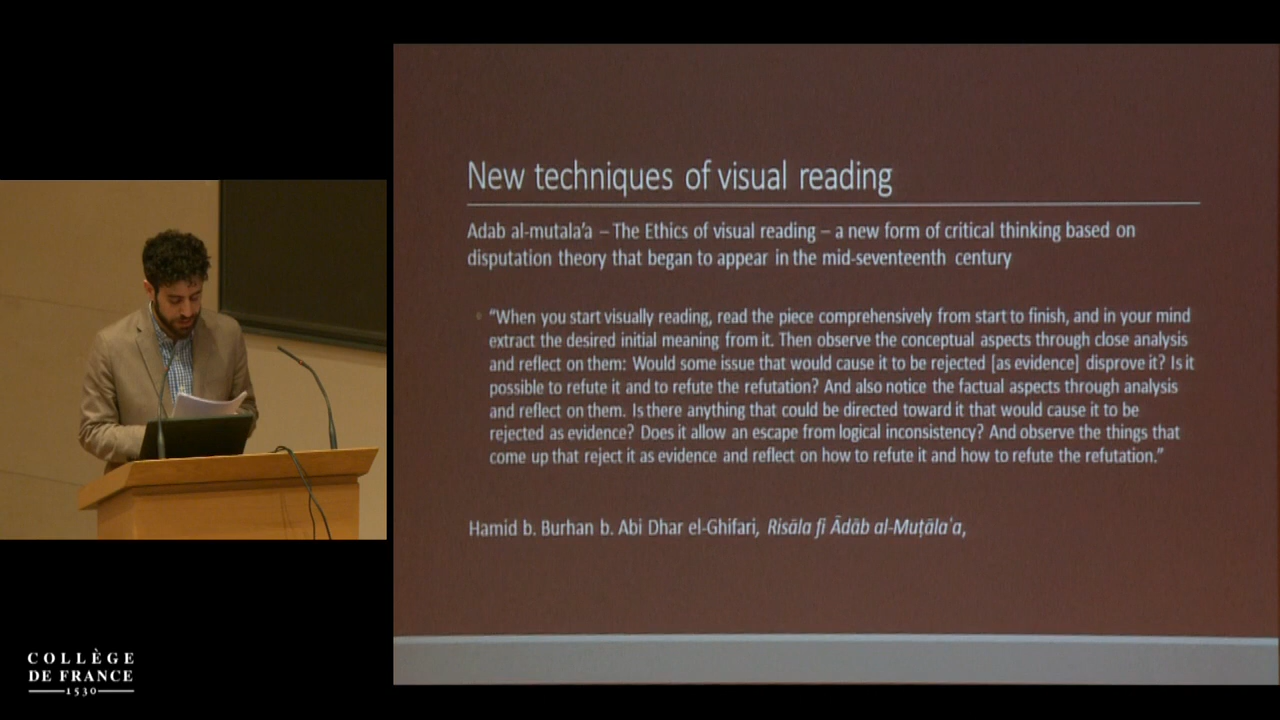 New techniques of visual reading
Adab al-mutala'a – The Ethics of visual reading – a new form of critical thinking based on
disputation theory that began to appear in the mid-seventeenth century
"When you start visually reading, read the piece comprehensively from start to finish, and in your mind
extract the desired initial meaning from it. Then observe the conceptual aspects through close analysis
and reflect on them: Would some issue that would cause it to be rejected [as evidence] disprove it? Is it
possible to refute it and to refute the refutation? And also notice the factual aspects through analysis
and reflect on them. Is there anything that could be directed toward it that would cause it to be
rejected as evidence? Does it allow an escape from logical inconsistency? And observe the things that
come up that reject it as evidence and reflect on how to refute it and how to refute the refutation."
Hamid b. Burhan b. Abi Dhar el-Ghifari, Risāla fī Ādāb al-Muṭālaʿa,
COLLÈGE
DE FRANCE
1530